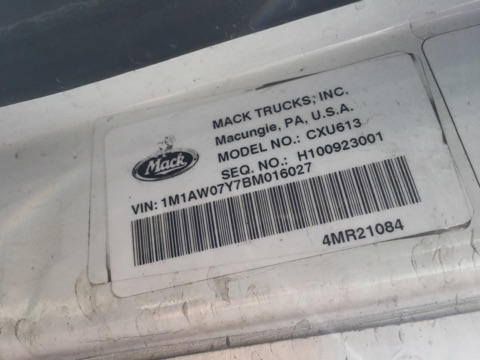 MACK TRUCKS, INC.
Macungie, PA, U.S.A.
MODEL NO.: CXU613
SEQ. NO.: H100923001
Mack
VIN: 1M1AW07Y7BM016027
4MR21084